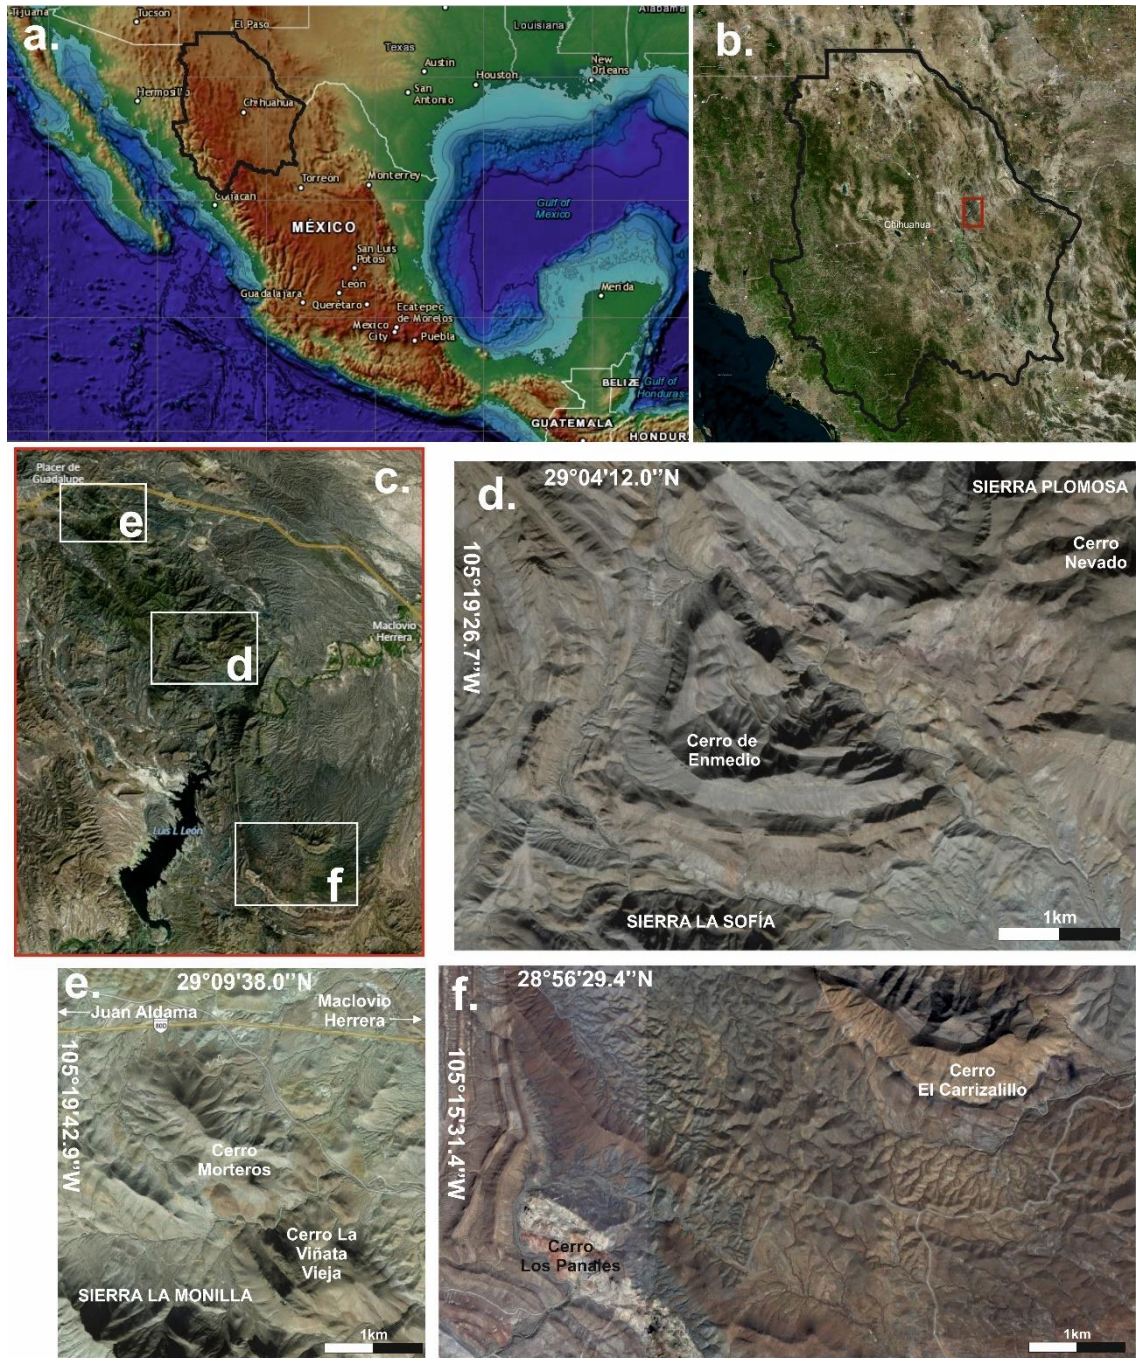 a.
Tijuana
Tucson
El Paso
Texas
Louisiana
Alabama
Austin
San
Antonio
Houston
New
Orleans
Hermosillo
Chihuahua
Torreon
Monterrey
Culiacan
MÉXICO
Gulf of
Mexico
San Luis
Potosi
León
Guadalajara
Querétaro
Ecatepec
de Morelos
Mexico
City
Puebla
Merida
BELIZE
Gulf of
Honduras
GUATEMALA
HONDUR
b.
Chihuahua
c.
Placer de
Guadalupe
e
d
Maclovio
Herrera
Luis L León
f
d.
29°04'12.0’’N
105°19'26.7’’W
SIERRA PLOMOSA
Cerro
Nevado
Cerro de
Enmedio
SIERRA LA SOFÍA
1km
e.
29°09'38.0’’N
105°19'42.9’’W
Juan Aldama
Maclovio
Herrera
80D
Cerro
Morteros
Cerro La
Viñata
Vieja
SIERRA LA MONILLA
1km
f.
28°56'29.4’’N
105°15'31.4’’W
Cerro
El Carrizalillo
Cerro
Los Panales
1km